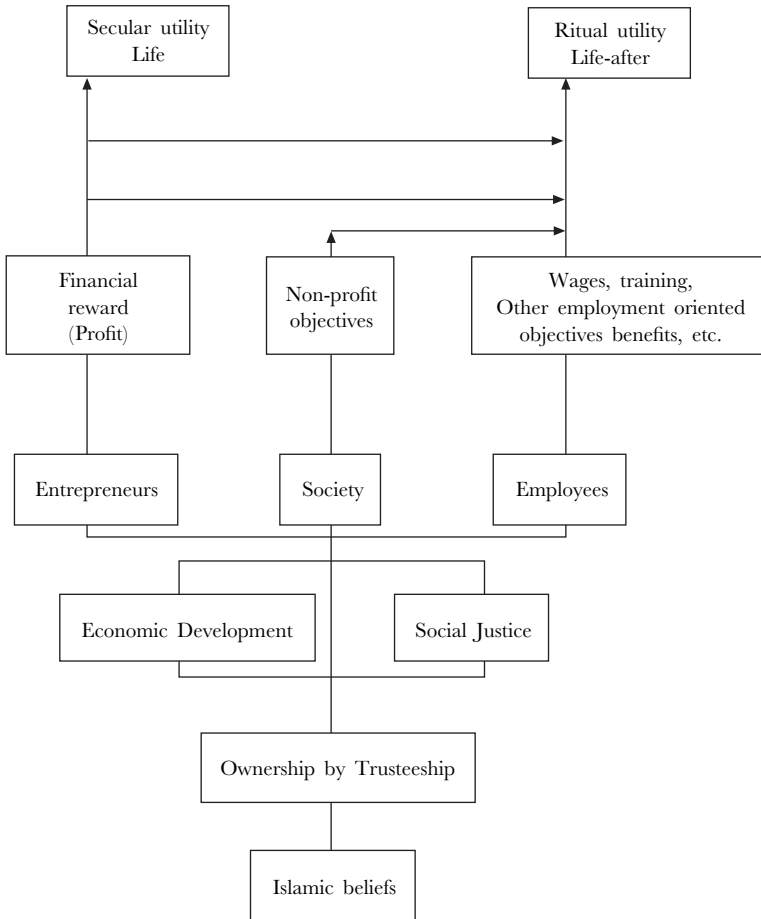 Secular utility
Life
Ritual utility
Life-after
Financial
reward
(Profit)
Non-profit
objectives
Wages, training,
Other employment oriented
objectives benefits, etc.
Entrepreneurs
Society
Employees
Economic Development
Social Justice
Ownership by Trusteeship
Islamic beliefs